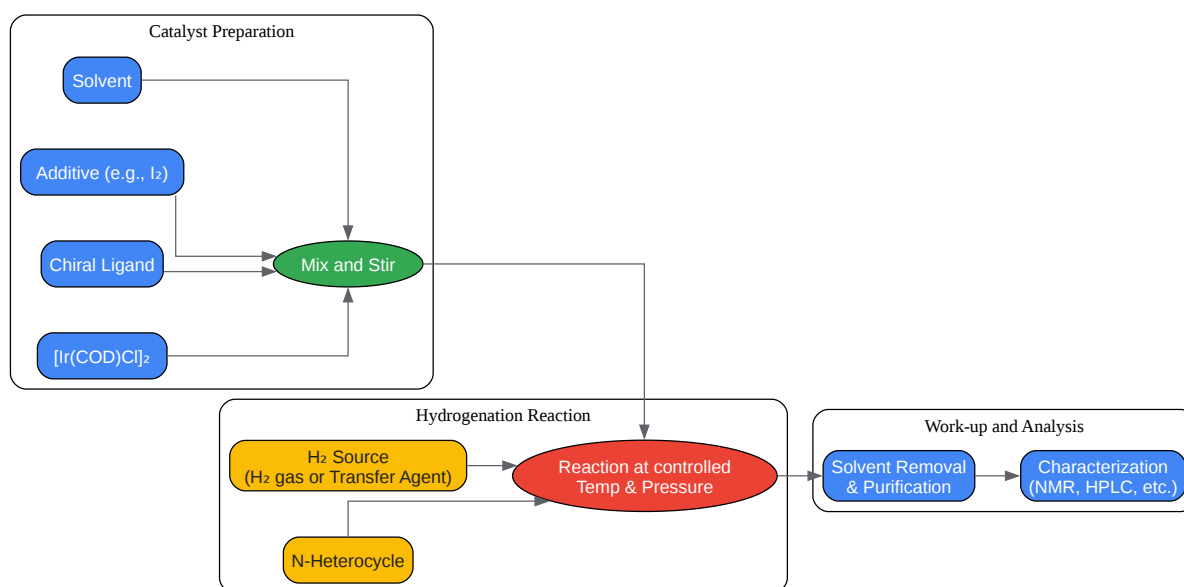 Catalyst Preparation
Solvent
Additive (e.g., I₂)
Chiral Ligand
Mix and Stir
[Ir(COD)Cl]₂
Hydrogenation Reaction
H₂ Source
(H₂ gas or Transfer Agent)
N-Heterocycle
Reaction at controlled
Temp & Pressure
Work-up and Analysis
Solvent Removal
& Purification
Characterization
(NMR, HPLC, etc.)